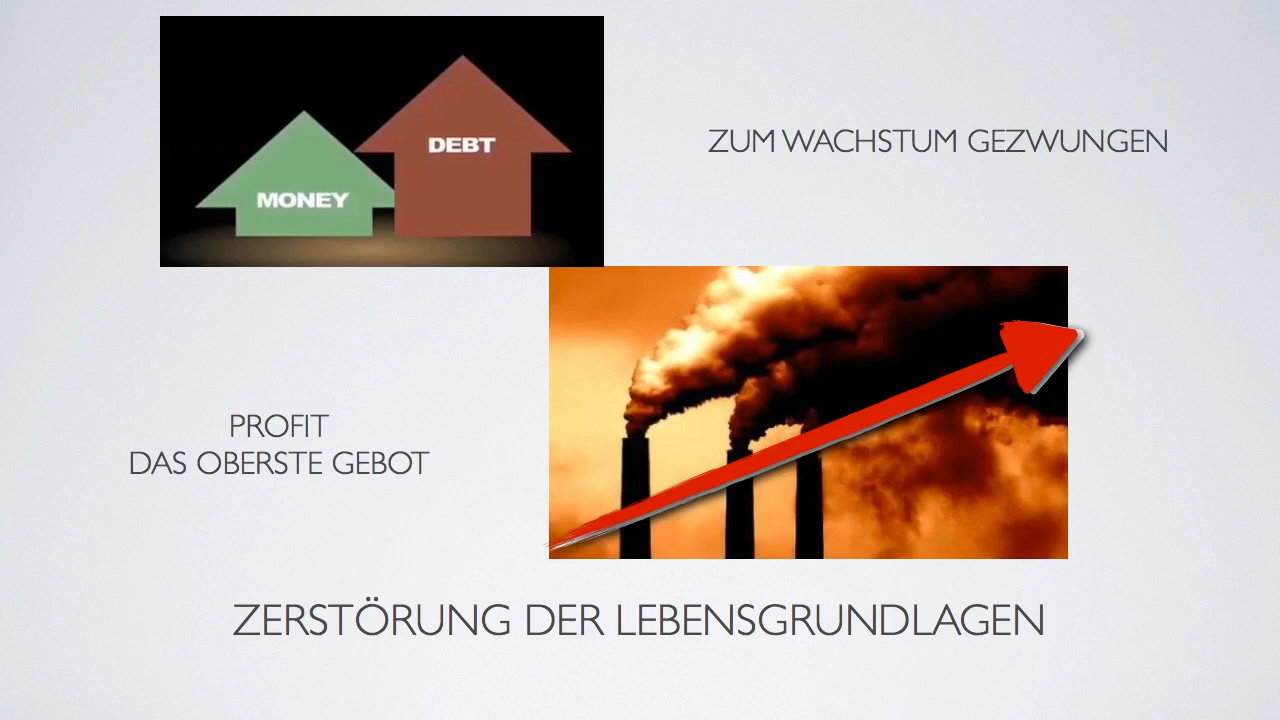 DEBT
MONEY
ZUM WACHSTUM GEZWUNGEN
PROFIT
DAS OBERSTE GEBOT
ZERSTÖRUNG DER LEBENSGRUNDLAGEN